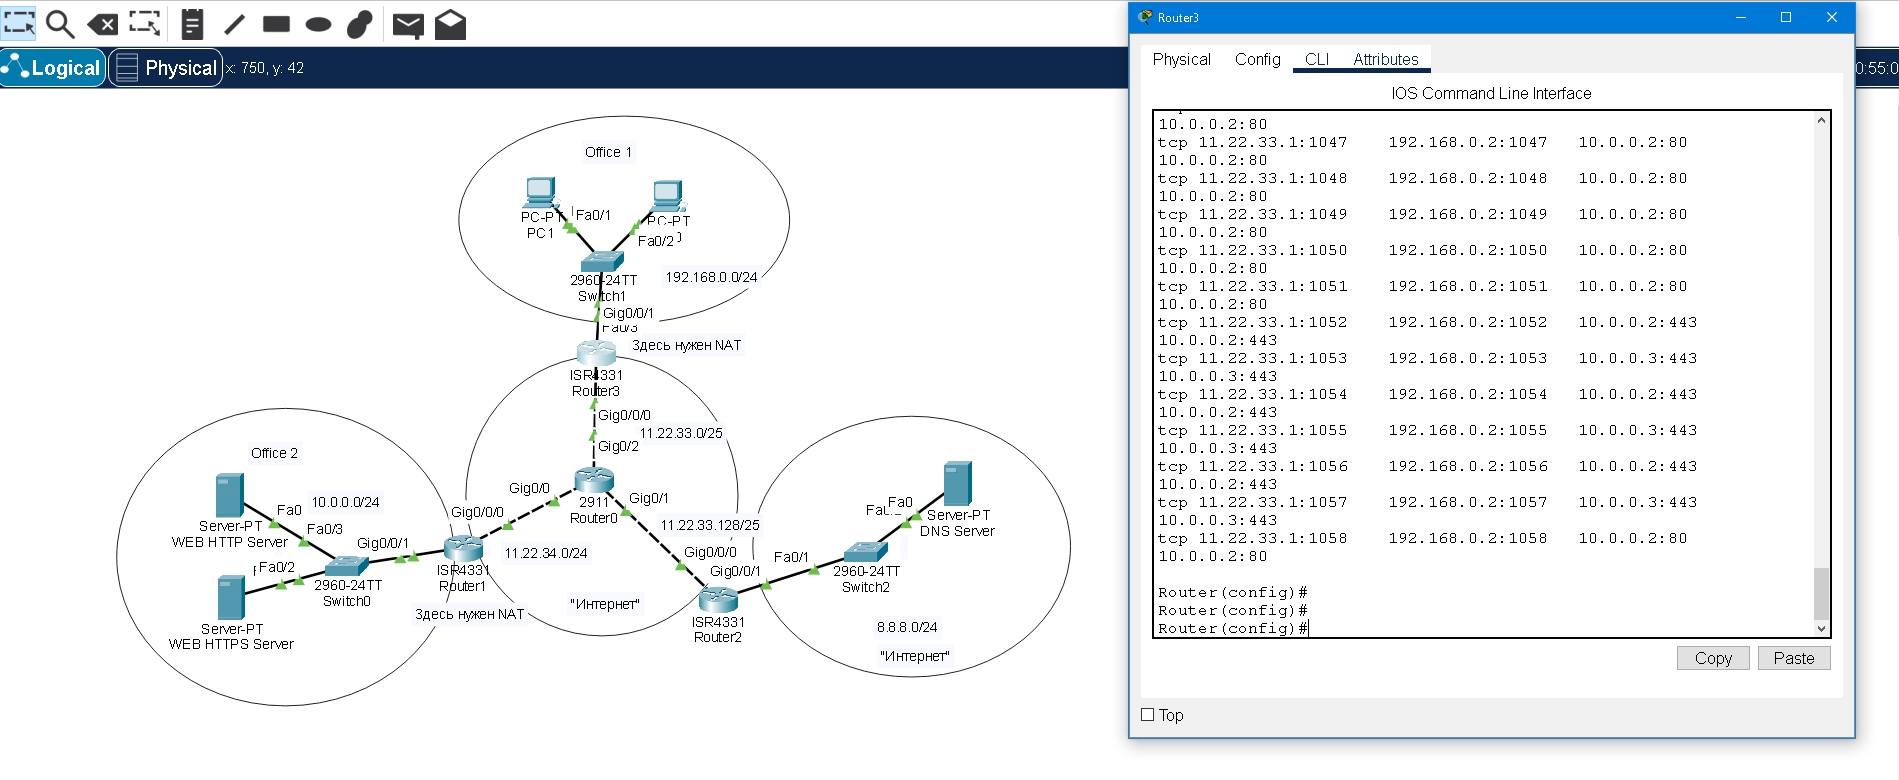 Logical
Physical
x: 750, y: 42
Office 1
PC-PT
PC1
Fa0/1
PC-PT
Fa0/2
2960-24TT
Switch1
192.168.0.0/24
Gig0/0/1
Fa0/3
Здесь нужен NAT
ISR4331
Router3
Gig0/0/0
11.22.33.0/25
Gig0/2
Office 2
10.0.0.0/24
Fa0
Server-PT
WEB HTTP Server
Fa0/3
Gig0/0/1
Fa0/2
2960-24TT
Switch0
Server-PT
WEB HTTPS Server
Gig0/0/0
Gig0/0
2911
Router0
Gig0/1
11.22.33.128/25
11.22.34.0/24
ISR4331
Router1
Здесь нужен NAT
"Интернет"
Gig0/0/0
Gig0/0/1
ISR4331
Router2
Fa0/1
2960-24TT
Switch2
Fa0
Server-PT
DNS Server
8.8.8.0/24
"Интернет"
Router3
Physical Config CLI Attributes
IOS Command Line Interface
10.0.0.2:80
tcp 11.22.33.1:1047 192.168.0.2:1047 10.0.0.2:80
10.0.0.2:80
tcp 11.22.33.1:1048 192.168.0.2:1048 10.0.0.2:80
10.0.0.2:80
tcp 11.22.33.1:1049 192.168.0.2:1049 10.0.0.2:80
10.0.0.2:80
tcp 11.22.33.1:1050 192.168.0.2:1050 10.0.0.2:80
10.0.0.2:80
tcp 11.22.33.1:1051 192.168.0.2:1051 10.0.0.2:80
10.0.0.2:80
tcp 11.22.33.1:1052 192.168.0.2:1052 10.0.0.2:443
10.0.0.2:443
tcp 11.22.33.1:1053 192.168.0.2:1053 10.0.0.3:443
10.0.0.3:443
tcp 11.22.33.1:1054 192.168.0.2:1054 10.0.0.2:443
10.0.0.2:443
tcp 11.22.33.1:1055 192.168.0.2:1055 10.0.0.3:443
10.0.0.3:443
tcp 11.22.33.1:1056 192.168.0.2:1056 10.0.0.2:443
10.0.0.2:443
tcp 11.22.33.1:1057 192.168.0.2:1057 10.0.0.3:443
10.0.0.3:443
tcp 11.22.33.1:1058 192.168.0.2:1058 10.0.0.2:80
10.0.0.2:80
Router(config)#
Router(config)#
Router(config)#
Copy
Paste
Top
0:55:0